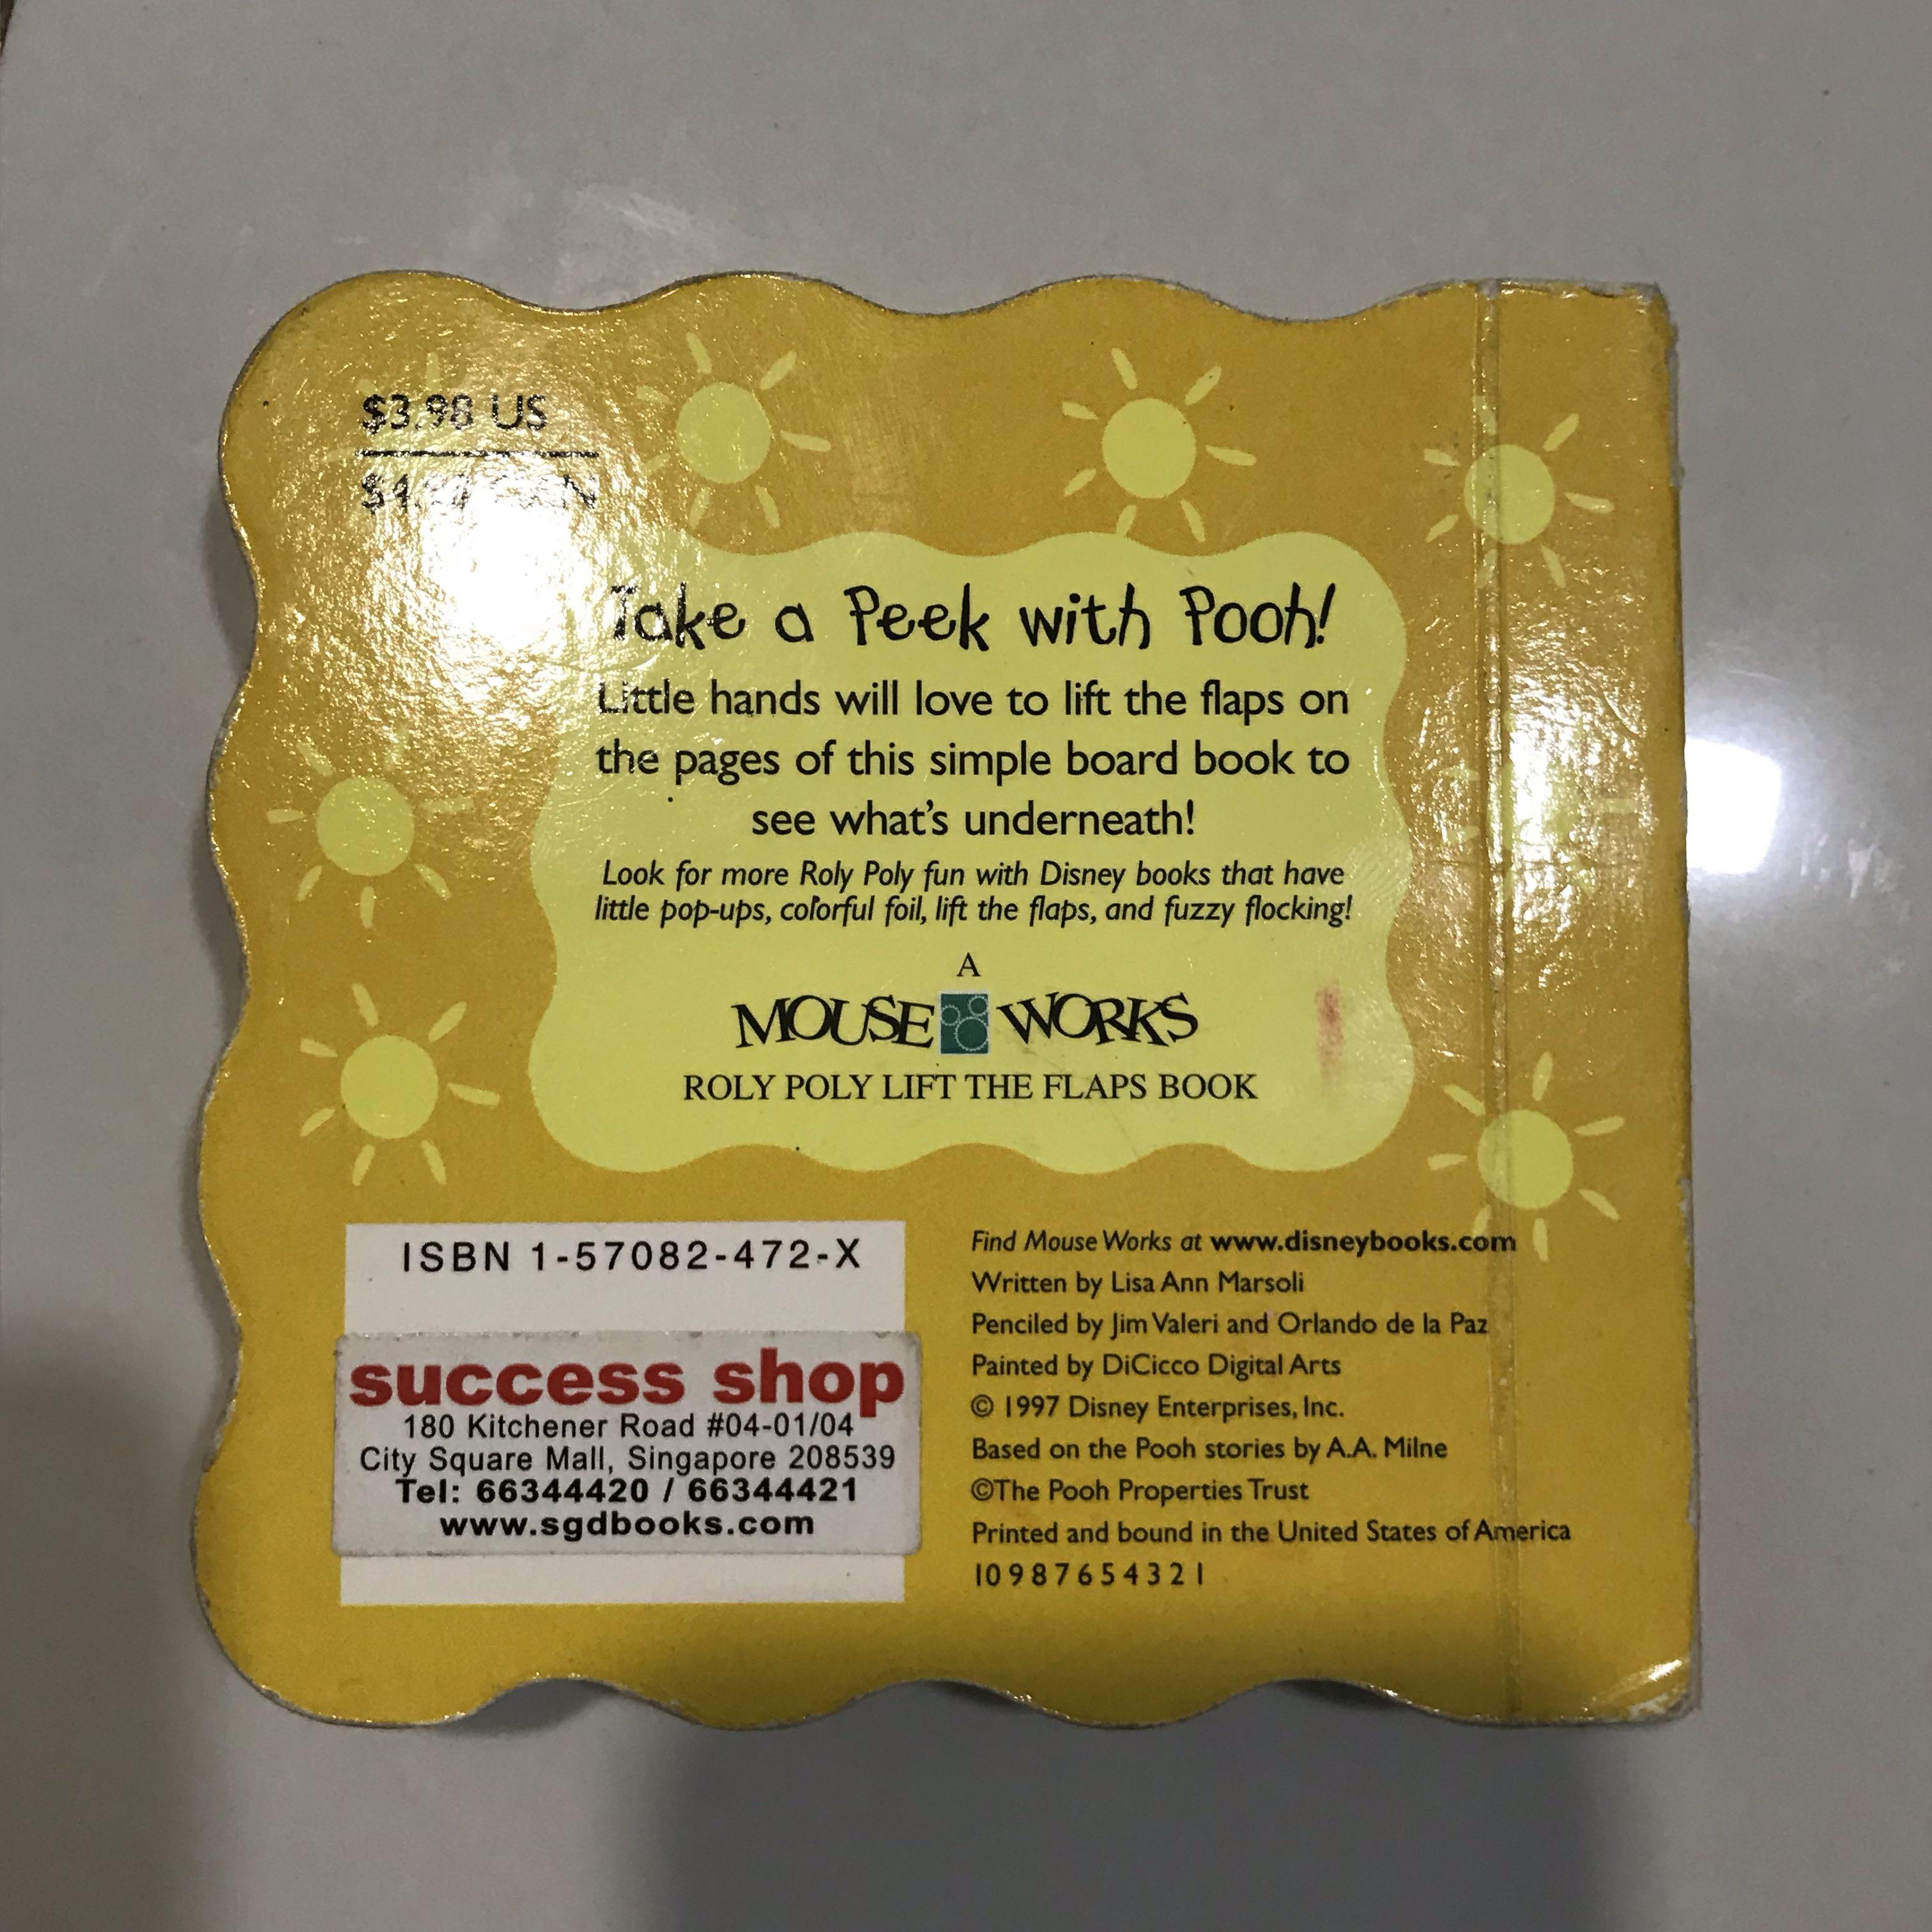 $3.98 US
Take a Peek with Pooh!
Little hands will love to lift the flaps on
the pages of this simple board book to
see what's underneath!
Look for more Roly Poly fun with Disney books that have
little pop-ups, colorful foil, lift the flaps, and fuzzy flocking!
A
MOUSE WORKS
ROLY POLY LIFT THE FLAPS BOOK
ISBN 1-57082-472-X
success shop
180 Kitchener Road #04-01/04
City Square Mall, Singapore 208539
Tel: 66344420 / 66344421
www.sgdbooks.com
Find Mouse Works at www.disneybooks.com
Written by Lisa Ann Marsoli
Penciled by Jim Valeri and Orlando de la Paz
Painted by DiCicco Digital Arts
© 1997 Disney Enterprises, Inc.
Based on the Pooh stories by A.A. Milne
©The Pooh Properties Trust
Printed and bound in the United States of America
10 9 8 7 6 5 4 3 2 1